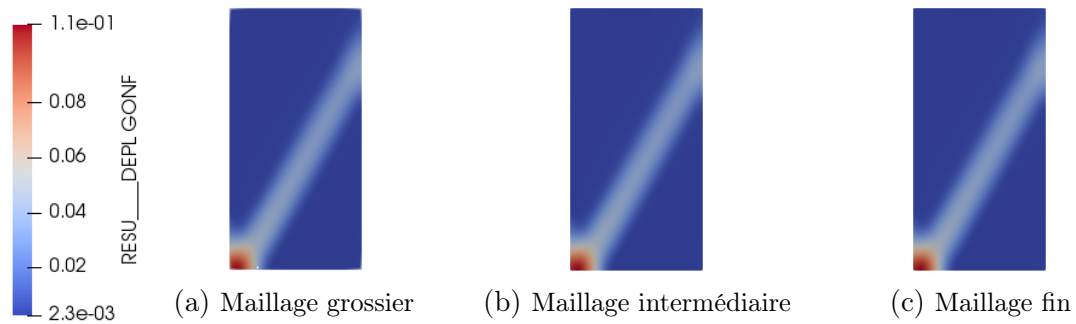 1.1e-01
0.08
0.06
0.04
0.02
2.3e-03
RESU___DEPL GONF
(a) Maillage grossier
(b) Maillage intermédiaire
(c) Maillage fin